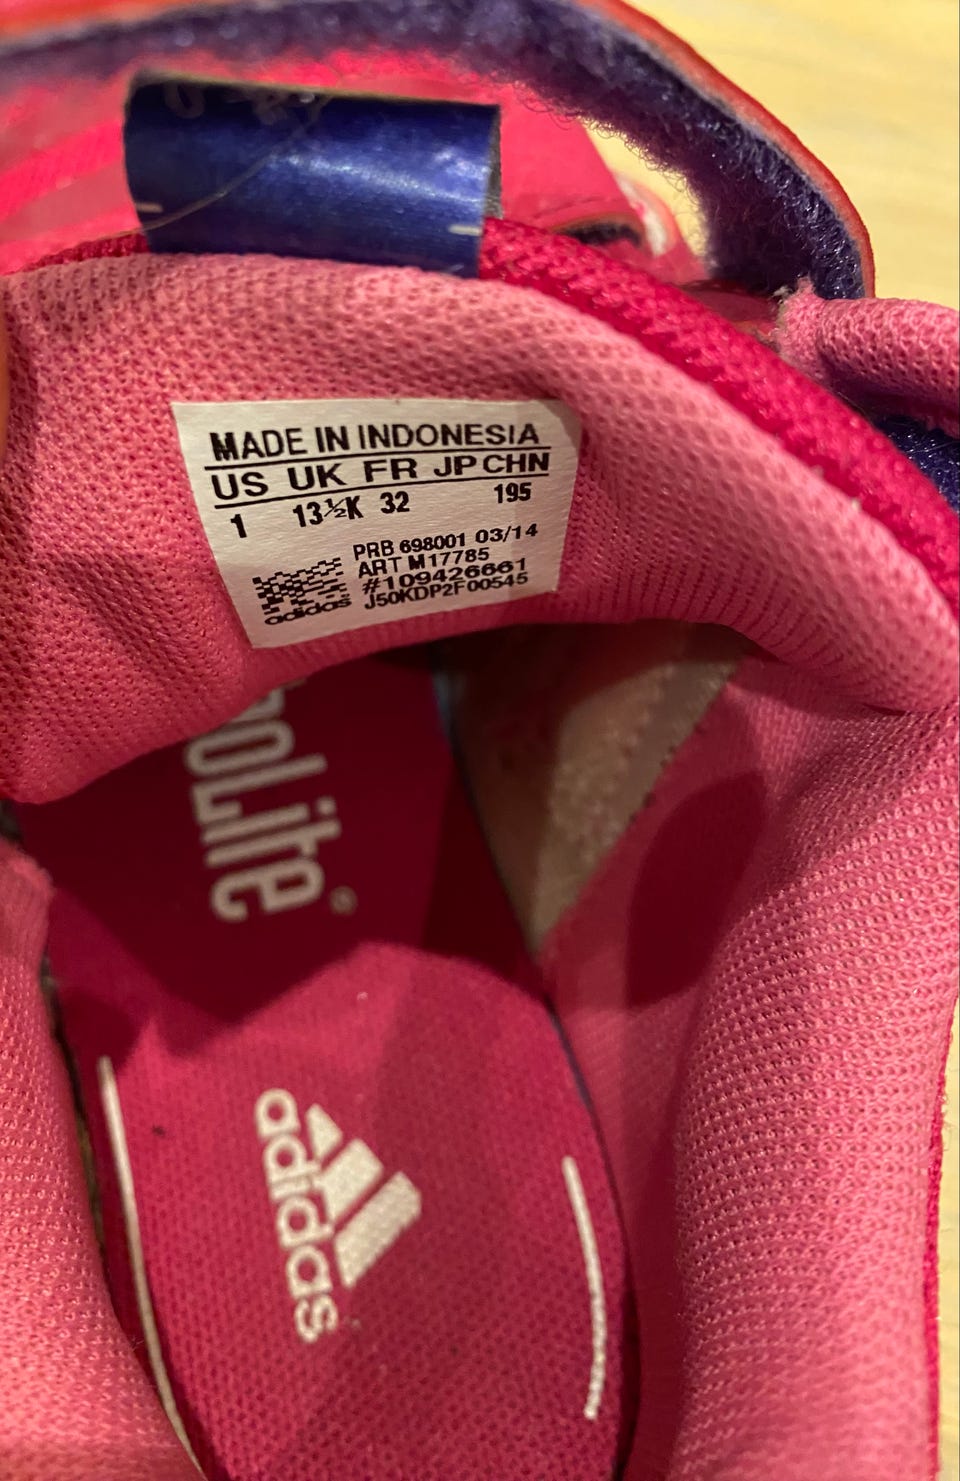 MADE IN INDONESIA
US UK FR JP CHN
1 13½K 32 195
PRB 698001 03/14
ART M17785
#109426661
adidas J50KDP2F00545
oLite®
adidas